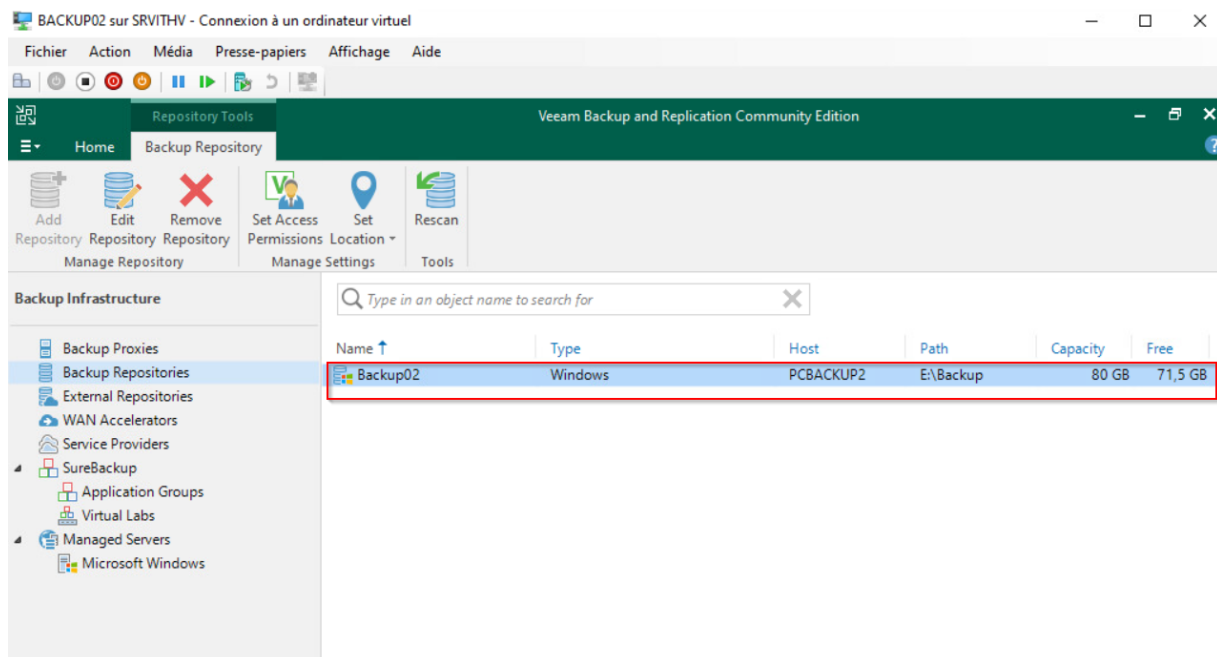 BACKUP02 sur SRVITHV - Connexion à un ordinateur virtuel
Fichier Action Média Presse-papiers Affichage Aide
Repository Tools Veeam Backup and Replication Community Edition
Home Backup Repository
Add Repository Edit Repository Remove Repository Set Access Permissions Set Location Rescan
Manage Repository Manage Settings Tools
Backup Infrastructure
Type in an object name to search for
Name Type Host Path Capacity Free
Backup02 Windows PCBACKUP2 E:\Backup 80 GB 71,5 GB
Backup Proxies
Backup Repositories
External Repositories
WAN Accelerators
Service Providers
SureBackup
Application Groups
Virtual Labs
Managed Servers
Microsoft Windows